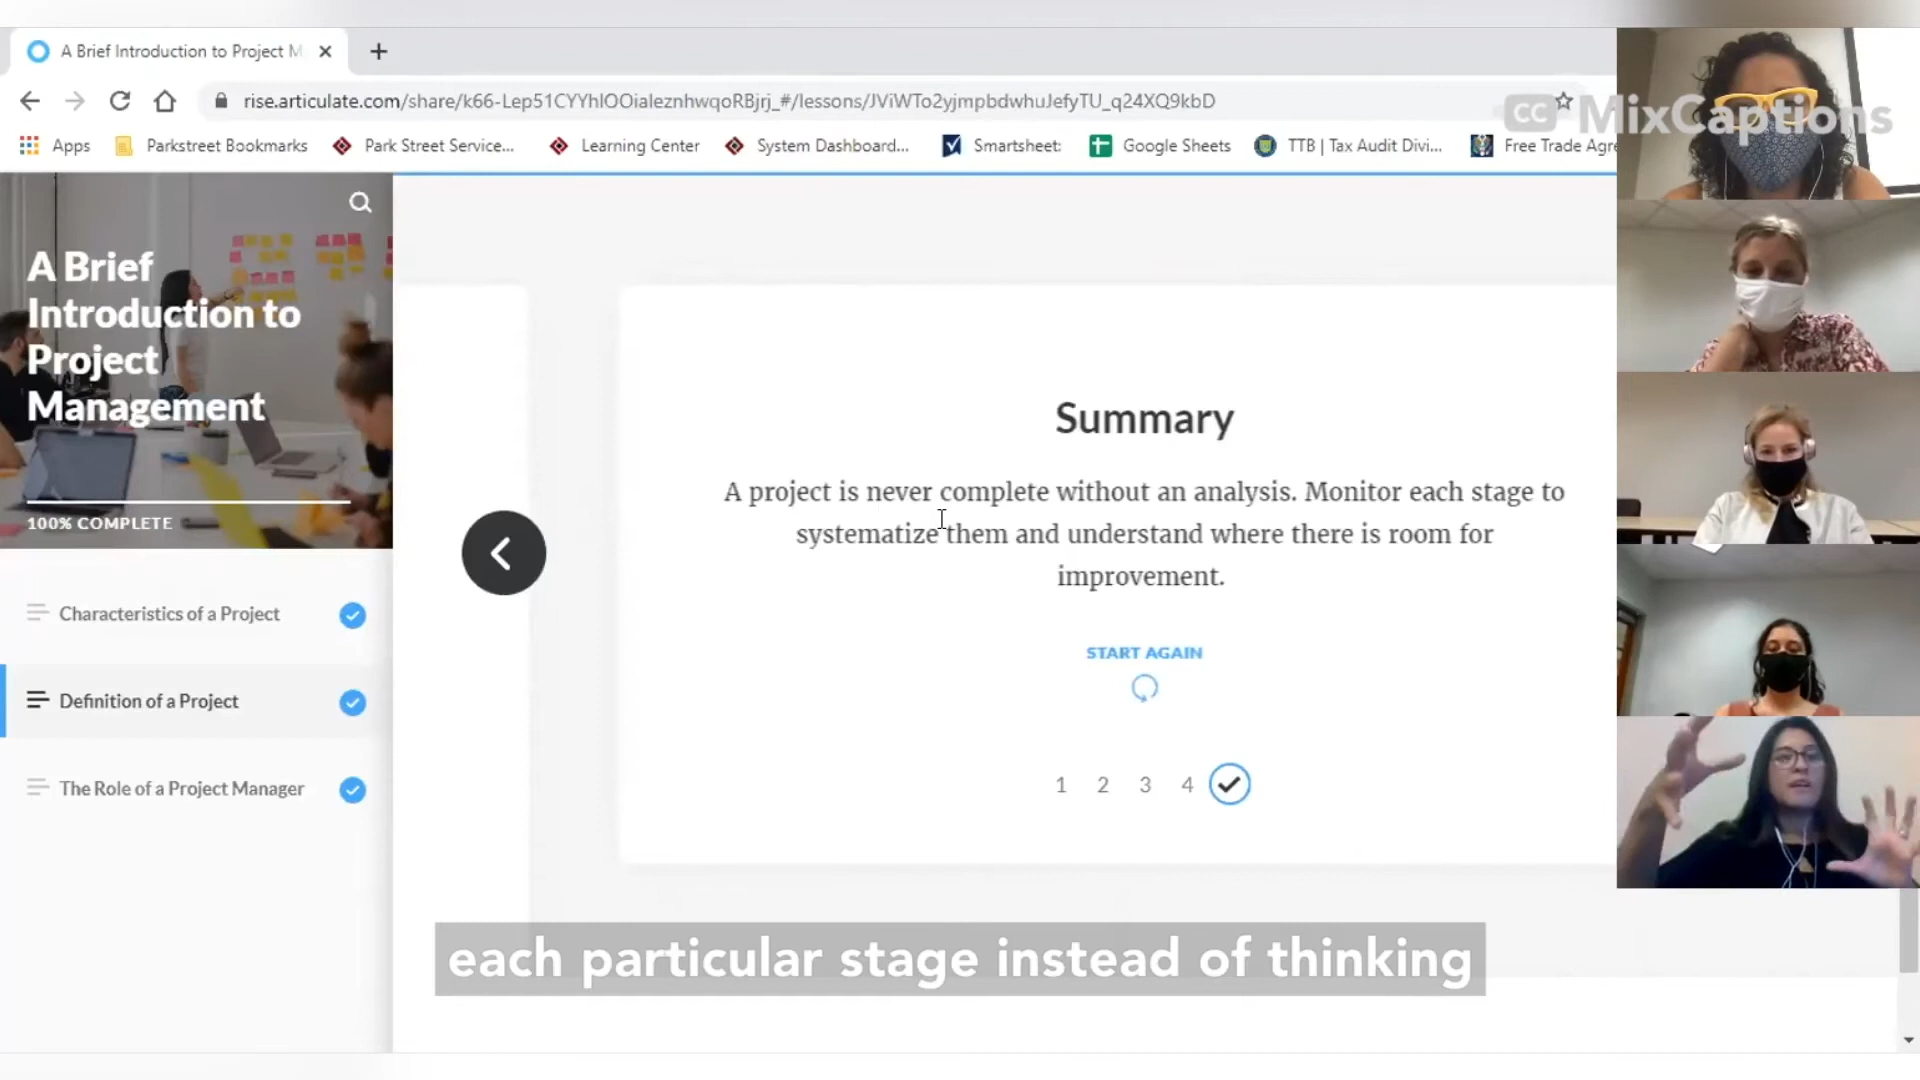 A Brief Introduction to Project M
rise.articulate.com/share/k66-Lep51CYYhlOOialeznhwqoRBjrj_#/lessons/JViWTo2yjmpbdwhuJefyTU_q24XQ9kbD
CC MixCaptions
Apps Parkstreet Bookmarks Park Street Service... Learning Center System Dashboard... Smartsheet: Google Sheets TTB | Tax Audit Divi... Free Trade Agre
A Brief
Introduction to
Project
Management
100% COMPLETE
Characteristics of a Project
Definition of a Project
The Role of a Project Manager
Summary
A project is never complete without an analysis. Monitor each stage to
systematize them and understand where there is room for
improvement.
START AGAIN
1 2 3 4
each particular stage instead of thinking